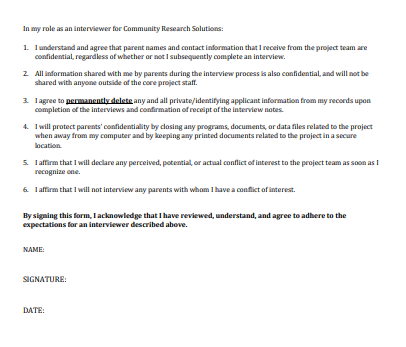 In my role as an interviewer for Community Research Solutions:
1. I understand and agree that parent names and contact information that I receive from the project team are
confidential, regardless of whether or not I subsequently complete an interview.
2. All information shared with me by parents during the interview process is also confidential, and will not be
shared with anyone outside of the core project staff.
3. I agree to permanently delete any and all private/identifying applicant information from my records upon
completion of the interviews and confirmation of receipt of the interview notes.
4. I will protect parents' confidentiality by closing any programs, documents, or data files related to the project
when away from my computer and by keeping any printed documents related to the project in a secure
location.
5. I affirm that I will declare any perceived, potential, or actual conflict of interest to the project team as soon as I
recognize one.
6. I affirm that I will not interview any parents with whom I have a conflict of interest.
By signing this form, I acknowledge that I have reviewed, understand, and agree to adhere to the
expectations for an interviewer described above.
NAME:
SIGNATURE:
DATE: